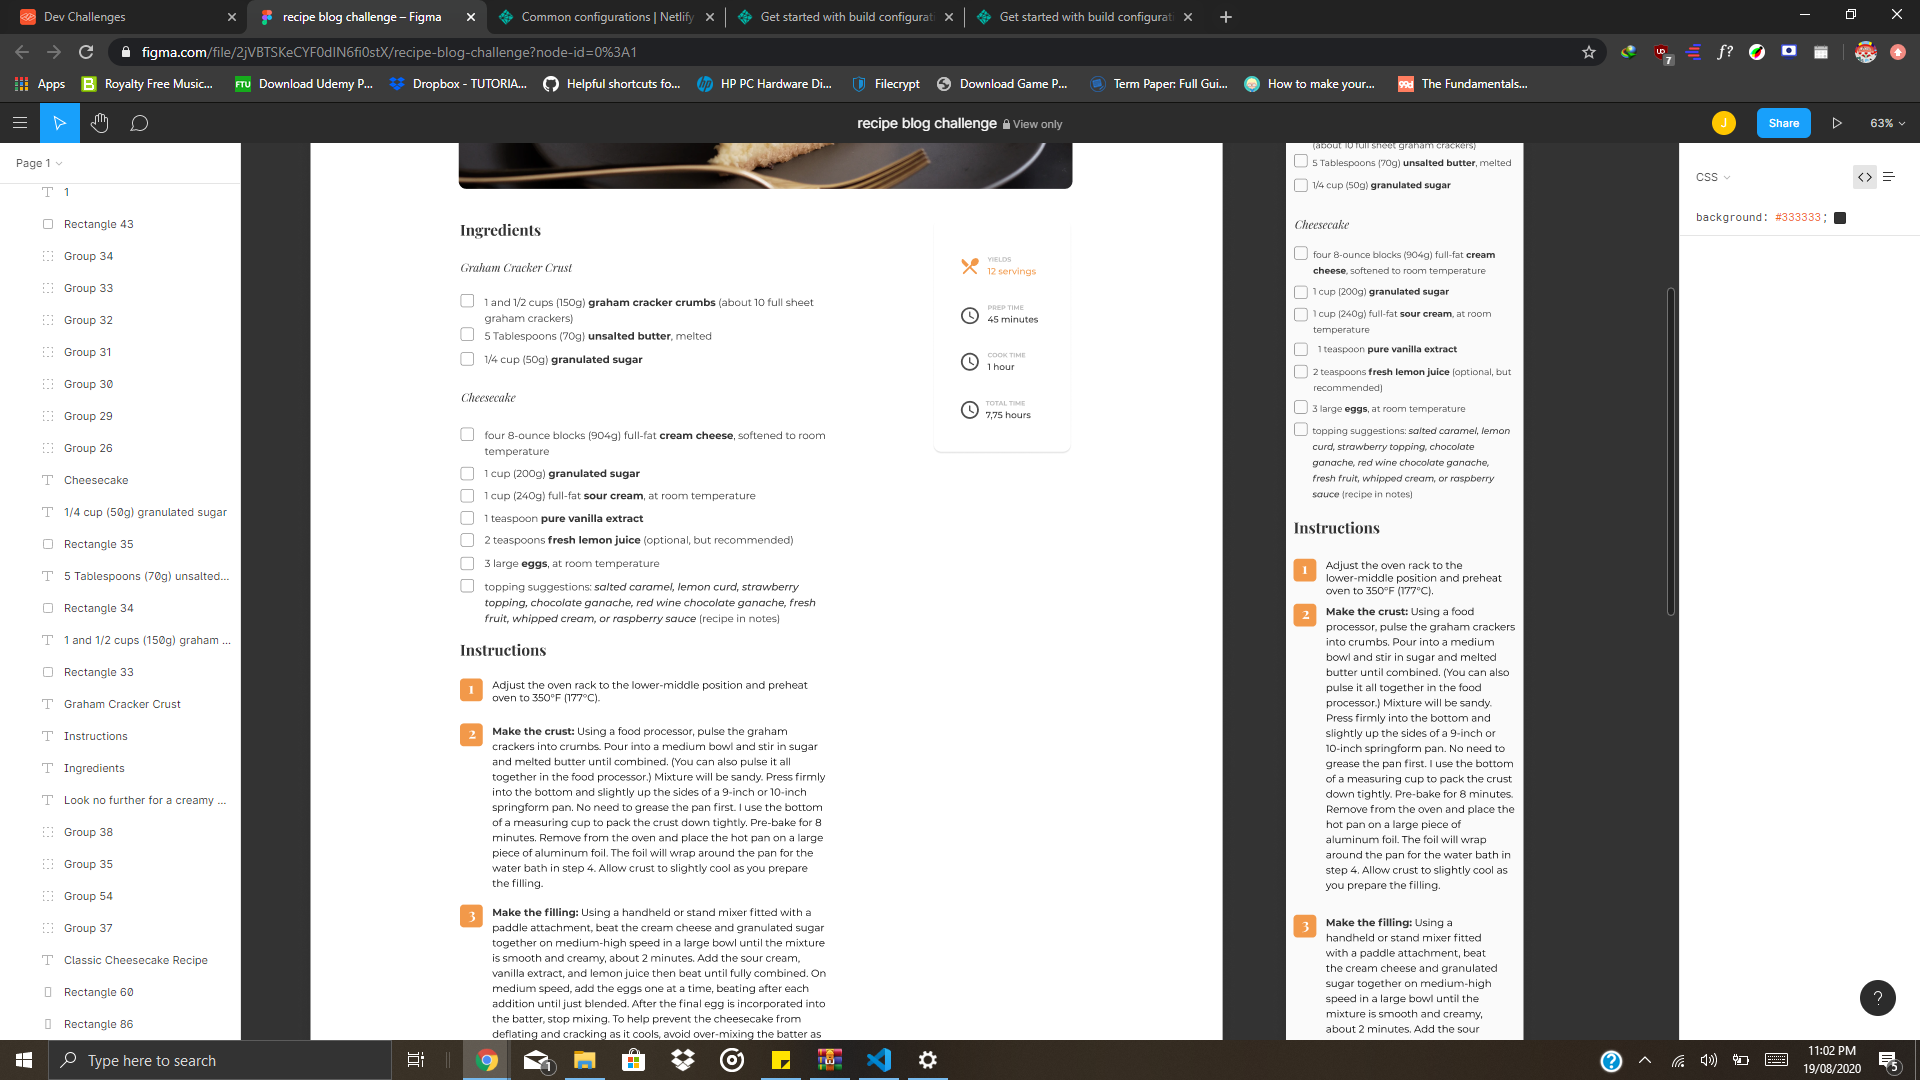 Dev Challenges
recipe blog challenge – Figma
Common configurations | Netlify
Get started with build configurati
Get started with build configurati
figma.com/file/2jVBTSKeCYF0dIN6fi0stX/recipe-blog-challenge?node-id=0%3A1
Apps
Royalty Free Music...
FTU
Download Udemy P...
Dropbox - TUTORIA...
Helpful shortcuts fo...
HP PC Hardware Di...
Filecrypt
Download Game P...
Term Paper: Full Gui...
How to make your...
The Fundamentals...
recipe blog challenge
View only
J
Share
63%
Page 1
1
Rectangle 43
Group 34
Group 33
Group 32
Group 31
Group 30
Group 29
Group 26
Cheesecake
1/4 cup (50g) granulated sugar
Rectangle 35
5 Tablespoons (70g) unsalted...
Rectangle 34
1 and 1/2 cups (150g) graham ...
Rectangle 33
Graham Cracker Crust
Instructions
Ingredients
Look no further for a creamy ...
Group 38
Group 35
Group 54
Group 37
Classic Cheesecake Recipe
Rectangle 60
Rectangle 86
Ingredients
Graham Cracker Crust
1 and 1/2 cups (150g) graham cracker crumbs (about 10 full sheet
graham crackers)
5 Tablespoons (70g) unsalted butter, melted
1/4 cup (50g) granulated sugar
Cheesecake
four 8-ounce blocks (904g) full-fat cream cheese, softened to room
temperature
1 cup (200g) granulated sugar
1 cup (240g) full-fat sour cream, at room temperature
1 teaspoon pure vanilla extract
2 teaspoons fresh lemon juice (optional, but recommended)
3 large eggs, at room temperature
topping suggestions: salted caramel, lemon curd, strawberry
topping, chocolate ganache, red wine chocolate ganache, fresh
fruit, whipped cream, or raspberry sauce (recipe in notes)
Instructions
1
Adjust the oven rack to the lower-middle position and preheat
oven to 350°F (177°C).
2
Make the crust: Using a food processor, pulse the graham
crackers into crumbs. Pour into a medium bowl and stir in sugar
and melted butter until combined. (You can also pulse it all
together in the food processor.) Mixture will be sandy. Press firmly
into the bottom and slightly up the sides of a 9-inch or 10-inch
springform pan. No need to grease the pan first. I use the bottom
of a measuring cup to pack the crust down tightly. Pre-bake for 8
minutes. Remove from the oven and place the hot pan on a large
piece of aluminum foil. The foil will wrap around the pan for the
water bath in step 4. Allow crust to slightly cool as you prepare
the filling.
3
Make the filling: Using a handheld or stand mixer fitted with a
paddle attachment, beat the cream cheese and granulated sugar
together on medium-high speed in a large bowl until the mixture
is smooth and creamy, about 2 minutes. Add the sour cream,
vanilla extract, and lemon juice then beat until fully combined. On
medium speed, add the eggs one at a time, beating after each
addition until just blended. After the final egg is incorporated into
the batter, stop mixing. To help prevent the cheesecake from
deflating and cracking as it cools, avoid over-mixing the batter as
YIELDS
12 servings
PREP TIME
45 minutes
COOK TIME
1 hour
TOTAL TIME
7,75 hours
(about 10 full sheet graham crackers)
5 Tablespoons (70g) unsalted butter, melted
1/4 cup (50g) granulated sugar
Cheesecake
four 8-ounce blocks (904g) full-fat cream
cheese, softened to room temperature
1 cup (200g) granulated sugar
1 cup (240g) full-fat sour cream, at room
temperature
1 teaspoon pure vanilla extract
2 teaspoons fresh lemon juice (optional, but
recommended)
3 large eggs, at room temperature
topping suggestions: salted caramel, lemon
curd, strawberry topping, chocolate
ganache, red wine chocolate ganache,
fresh fruit, whipped cream, or raspberry
sauce (recipe in notes)
Instructions
1
Adjust the oven rack to the
lower-middle position and preheat
oven to 350°F (177°C).
2
Make the crust: Using a food
processor, pulse the graham crackers
into crumbs. Pour into a medium
bowl and stir in sugar and melted
butter until combined. (You can also
pulse it all together in the food
processor.) Mixture will be sandy.
Press firmly into the bottom and
slightly up the sides of a 9-inch or
10-inch springform pan. No need to
grease the pan first. I use the bottom
of a measuring cup to pack the crust
down tightly. Pre-bake for 8 minutes.
Remove from the oven and place the
hot pan on a large piece of
aluminum foil. The foil will wrap
around the pan for the water bath in
step 4. Allow crust to slightly cool as
you prepare the filling.
3
Make the filling: Using a
handheld or stand mixer fitted
with a paddle attachment, beat
the cream cheese and granulated
sugar together on medium-high
speed in a large bowl until the
mixture is smooth and creamy,
about 2 minutes. Add the sour
CSS
background: #333333;
?
Type here to search
1
11:02 PM
19/08/2020
5